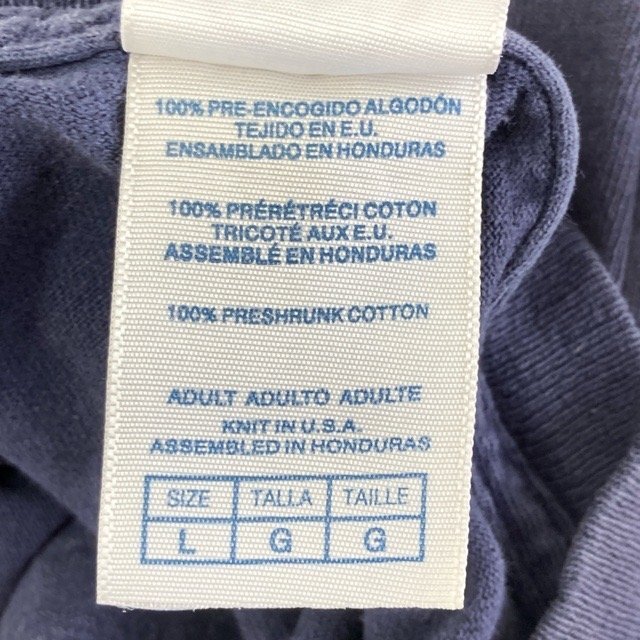 100% PRE-ENCOGIDO ALGODÓN
TEJIDO EN E.U.
ENSAMBLADO EN HONDURAS
100% PRÉRÉTRÉCI COTON
TRICOTÉ AUX E.U.
ASSEMBLÉ EN HONDURAS
100% PRESHRUNK COTTON
ADULT ADULTO ADULTE
KNIT IN U.S.A.
ASSEMBLED IN HONDURAS
SIZE TALLA TAILLE
L G G